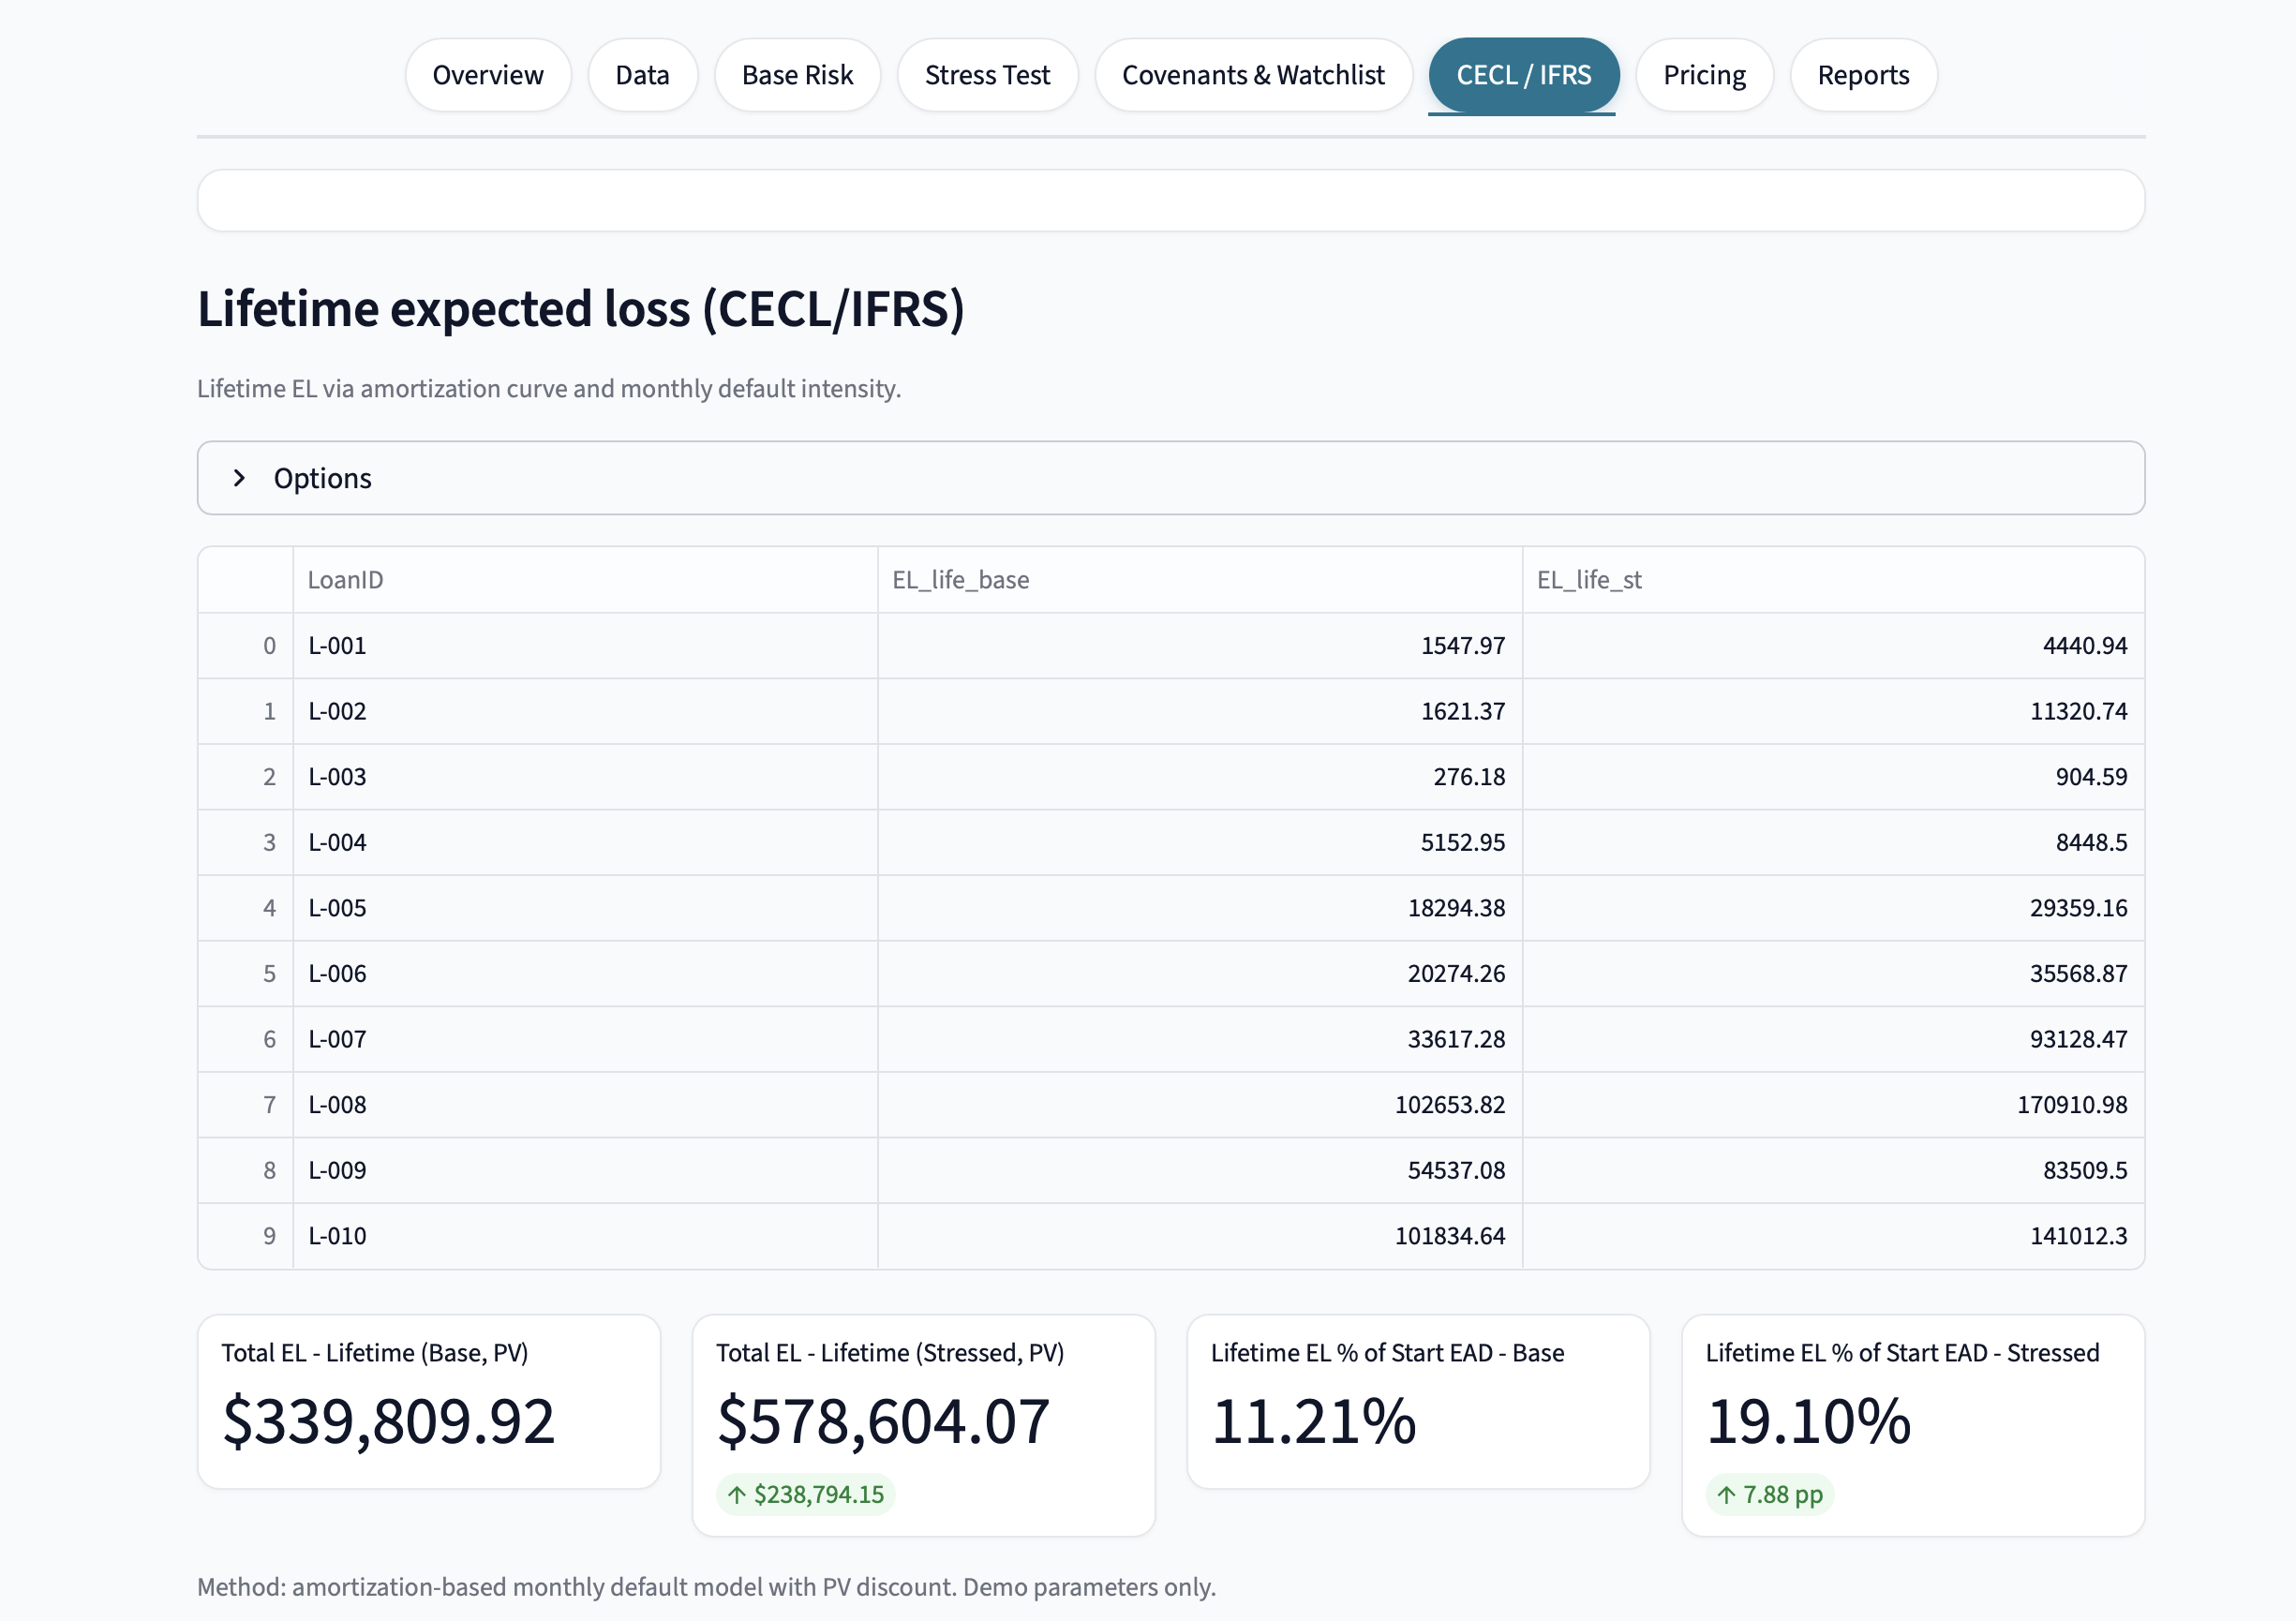 Overview Data Base Risk Stress Test Covenants & Watchlist CECL / IFRS Pricing Reports
Lifetime expected loss (CECL/IFRS)
Lifetime EL via amortization curve and monthly default intensity.
Options
LoanID EL_life_base EL_life_st
0 L-001 1547.97 4440.94
1 L-002 1621.37 11320.74
2 L-003 276.18 904.59
3 L-004 5152.95 8448.5
4 L-005 18294.38 29359.16
5 L-006 20274.26 35568.87
6 L-007 33617.28 93128.47
7 L-008 102653.82 170910.98
8 L-009 54537.08 83509.5
9 L-010 101834.64 141012.3
Total EL - Lifetime (Base, PV)
$339,809.92
Total EL - Lifetime (Stressed, PV)
$578,604.07
↑ $238,794.15
Lifetime EL % of Start EAD - Base
11.21%
Lifetime EL % of Start EAD - Stressed
19.10%
↑ 7.88 pp
Method: amortization-based monthly default model with PV discount. Demo parameters only.